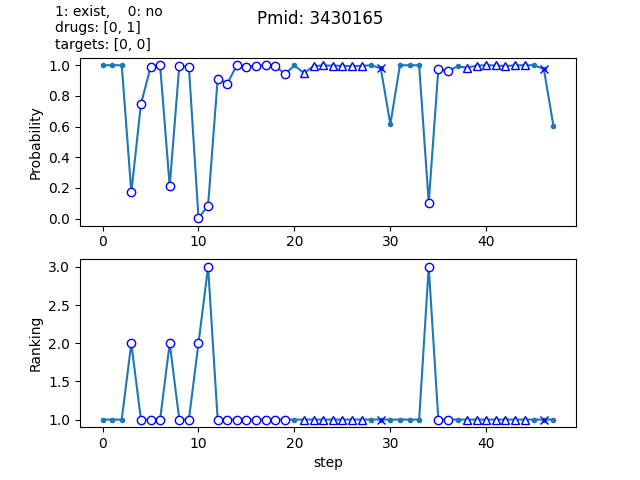 1: exist,    0: no
drugs: [0, 1]
targets: [0, 0]
Pmid: 3430165
Probability
1.0
0.8
0.6
0.4
0.2
0.0
0 10 20 30 40
Ranking
3.0
2.5
2.0
1.5
1.0
0 10 20 30 40
step